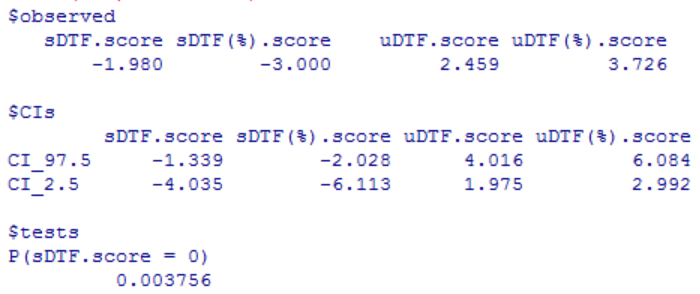 $observed
sDTF.score sDTF(%).score uDTF.score uDTF(%).score
-1.980 -3.000 2.459 3.726
$CIs
sDTF.score sDTF(%).score uDTF.score uDTF(%).score
CI_97.5 -1.339 -2.028 4.016 6.084
CI_2.5 -4.035 -6.113 1.975 2.992
$tests
P(sDTF.score = 0)
0.003756